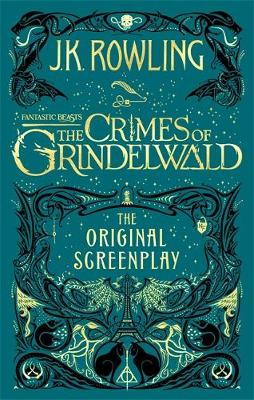 J.K. ROWLING
FANTASTIC BEASTS
THE CRIMES OF
GRINDELWALD
THE
ORIGINAL
SCREENPLAY